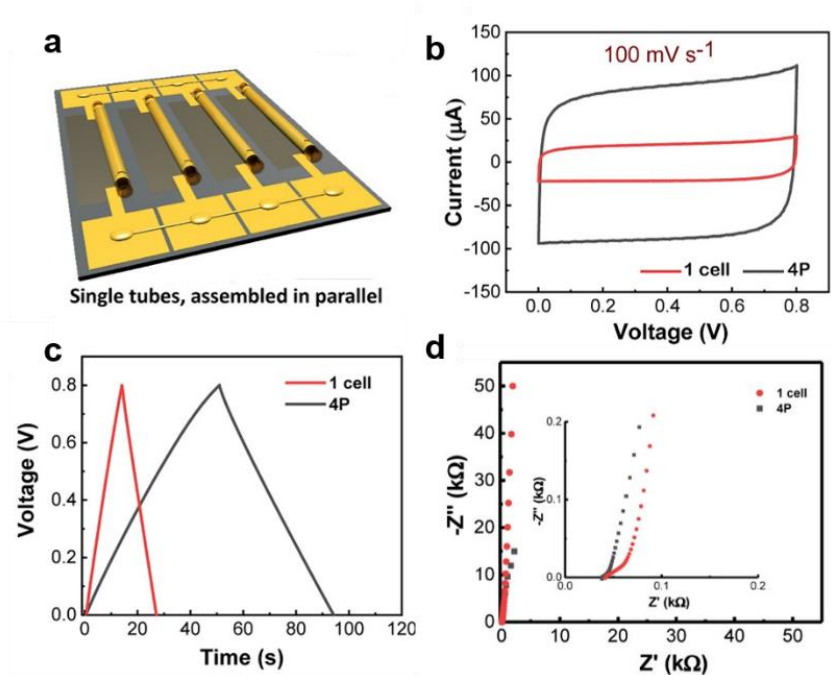 a
Single tubes, assembled in parallel
b
100 mV s⁻¹
150
100
50
0
-50
-100
-150
0.0 0.2 0.4 0.6 0.8
Current (μA)
Voltage (V)
1 cell 4P
c
0.8
0.6
0.4
0.2
0.0
0 20 40 60 80 100 120
Voltage (V)
Time (s)
1 cell
4P
d
50
40
30
20
10
0
0 10 20 30 40 50
-Z" (kΩ)
Z' (kΩ)
1 cell
4P
0.2
0.1
0.0
0.0 0.1 0.2
-Z" (kΩ)
Z' (kΩ)